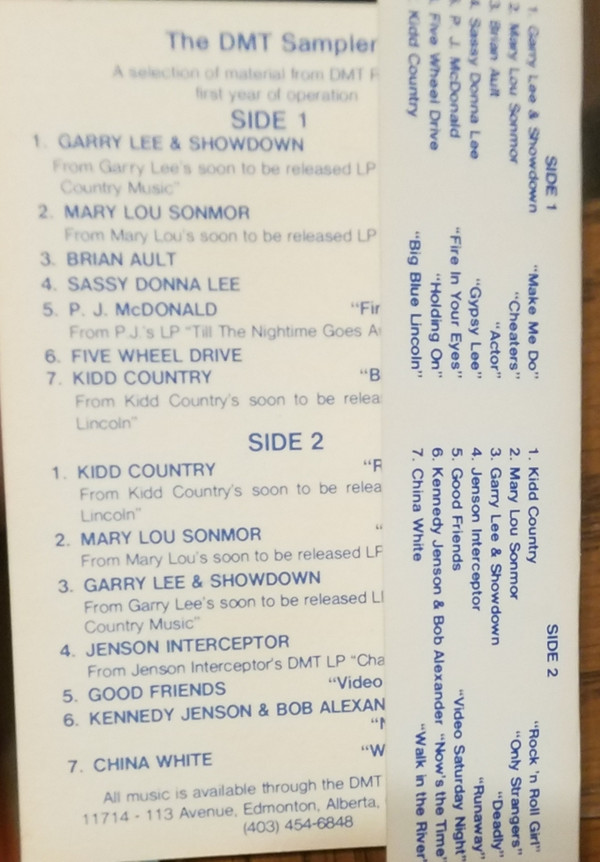 The DMT Sampler
A selection of material from DMT
first year of operation
SIDE 1
1. GARRY LEE & SHOWDOWN
From Garry Lee's soon to be released LP
Country Music"
2. MARY LOU SONMOR
From Mary Lou's soon to be released LP
3. BRIAN AULT
4. SASSY DONNA LEE
5. P. J. McDONALD "Fir
From P.J.'s LP "Till The Nightime Goes
6. FIVE WHEEL DRIVE
7. KIDD COUNTRY "B
From Kidd Country's soon to be relea
Lincoln"
SIDE 2
1. KIDD COUNTRY "R
From Kidd Country's soon to be relea
Lincoln"
2. MARY LOU SONMOR "
From Mary Lou's soon to be released LP
3. GARRY LEE & SHOWDOWN
From Garry Lee's soon to be released
Country Music"
4. JENSON INTERCEPTOR
From Jenson Interceptor's DMT LP "Cha
5. GOOD FRIENDS "Video
6. KENNEDY JENSON & BOB ALEXAN
"N
7. CHINA WHITE "W
All music is available through the DMT
11714 - 113 Avenue, Edmonton, Alberta,
(403) 454-6848
SIDE 1
1. Garry Lee & Showdown "Make Me Do"
2. Mary Lou Sonmor "Cheaters"
3. Brian Ault "Actor"
4. Sassy Donna Lee "Gypsy Lee"
5. P. J. McDonald "Fire In Your Eyes"
6. Five Wheel Drive "Holding On"
Kidd Country "Big Blue Lincoln"
SIDE 2
1. Kidd Country "Rock 'n Roll Girl"
2. Mary Lou Sonmor "Only Strangers"
3. Garry Lee & Showdown "Deadly"
4. Jenson Interceptor "Runaway"
5. Good Friends "Video Saturday Night"
6. Kennedy Jenson & Bob Alexander "Now's the Time"
7. China White "Walk in the River"